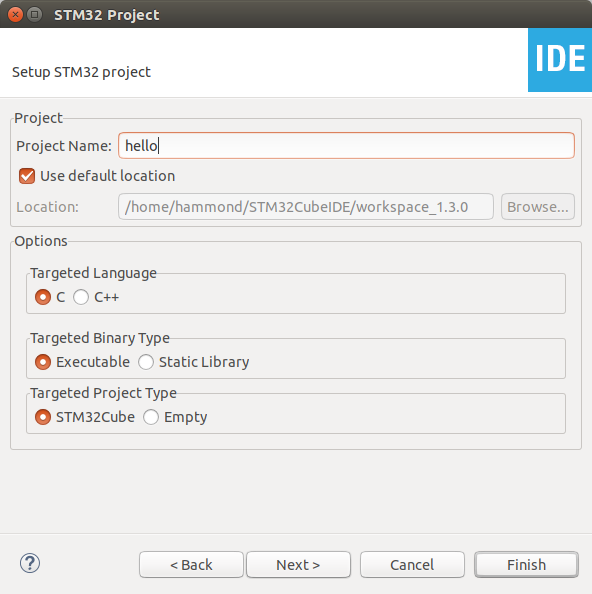 STM32 Project
Setup STM32 project
IDE
Project
Project Name: hello
Use default location
Location: /home/hammond/STM32CubeIDE/workspace_1.3.0 Browse...
Options
Targeted Language
C C++
Targeted Binary Type
Executable Static Library
Targeted Project Type
STM32Cube Empty
? < Back Next > Cancel Finish